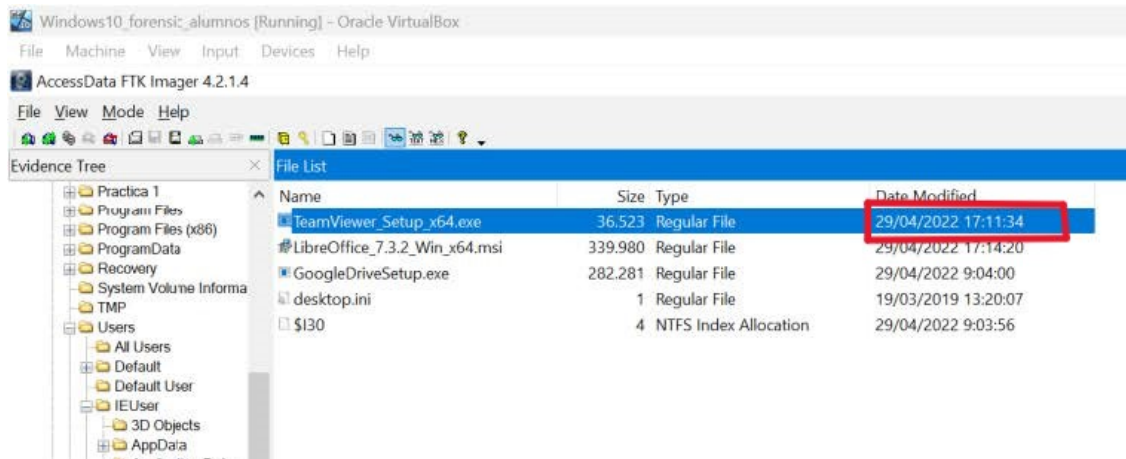 Windows10_forensic_alumnos [Running] - Oracle VirtualBox
File Machine View Input Devices Help
AccessData FTK Imager 4.2.1.4
File View Mode Help
Evidence Tree
File List
Practica 1
Program Files
Program Files (x86)
ProgramData
Recovery
System Volume Informa
TMP
Users
All Users
Default
Default User
IEUser
3D Objects
AppData
Name Size Type Date Modified
TeamViewer_Setup_x64.exe 36.523 Regular File 29/04/2022 17:11:34
LibreOffice_7.3.2_Win_x64.msi 339.980 Regular File 29/04/2022 17:14:20
GoogleDriveSetup.exe 282.281 Regular File 29/04/2022 9:04:00
desktop.ini 1 Regular File 19/03/2019 13:20:07
$I30 4 NTFS Index Allocation 29/04/2022 9:03:56